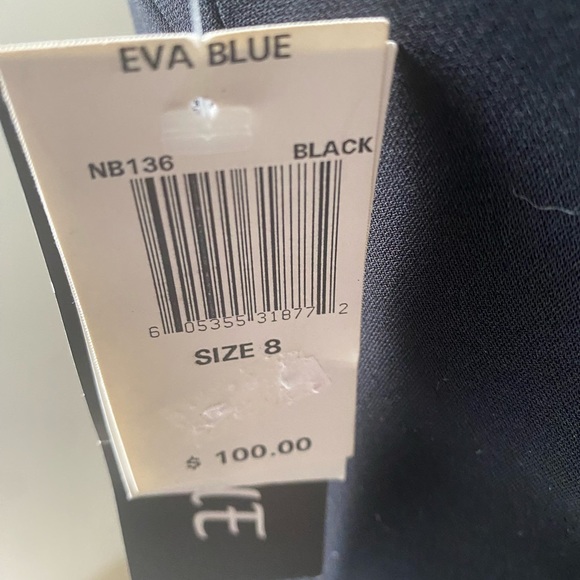 EVA BLUE
NB136 BLACK
6 05355 31877 2
SIZE 8
$ 100.00